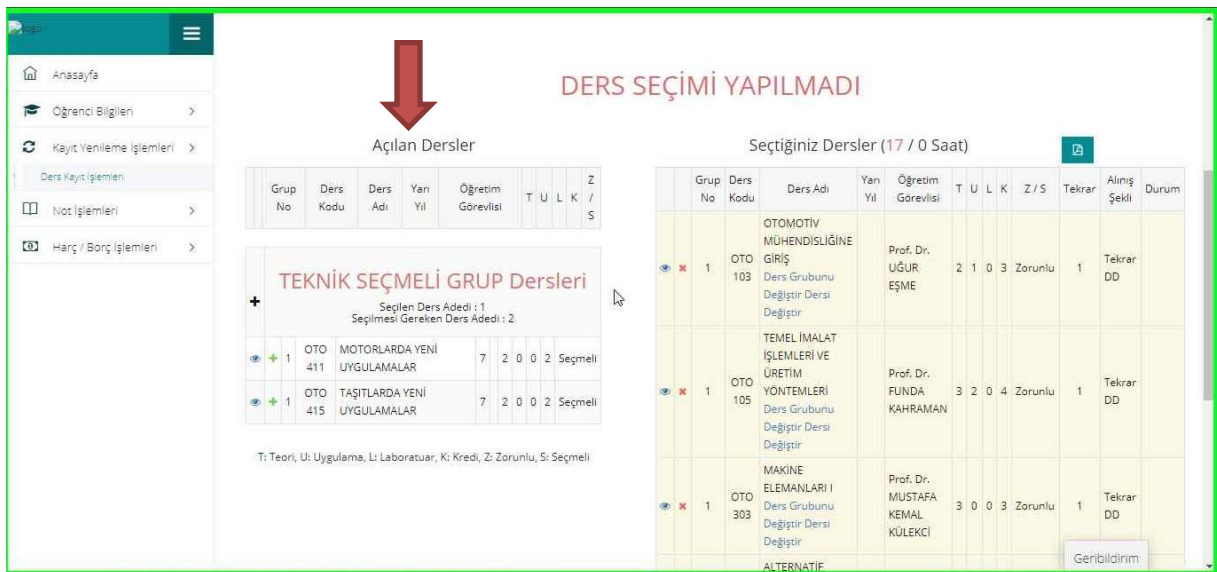 Anasayfa
Öğrenci Bilgileri
Kayıt Yenileme İşlemleri
Ders Kayıt İşlemleri
Not İşlemleri
Harç / Borç İşlemleri
DERS SEÇİMİ YAPILMADI
Açılan Dersler
Grup No Ders Kodu Ders Adı Yarı Yıl Öğretim Görevlisi T U L K Z / S
TEKNİK SEÇMELİ GRUP Dersleri
Seçilen Ders Adedi : 1
Seçilmesi Gereken Ders Adedi : 2
1 OTO 411 MOTORLARDA YENİ UYGULAMALAR 7 2 0 0 2 Seçmeli
1 OTO 415 TAŞITLARDA YENİ UYGULAMALAR 7 2 0 0 2 Seçmeli
T: Teori, U: Uygulama, L: Laboratuar, K: Kredi, Z: Zorunlu, S: Seçmeli
Seçtiğiniz Dersler (17 / 0 Saat)
Grup No Ders Kodu Ders Adı Yarı Yıl Öğretim Görevlisi T U L K Z / S Tekrar Alınış Şekli Durum
1 OTO 103 OTOMOTİV MÜHENDİSLİĞİNE GİRİŞ Ders Grubunu Değiştir Dersi Değiştir Prof. Dr. UĞUR EŞME 2 1 0 3 Zorunlu 1 Tekrar DD
1 OTO 105 TEMEL İMALAT İŞLEMLERİ VE ÜRETİM YÖNTEMLERİ Ders Grubunu Değiştir Dersi Değiştir Prof. Dr. FUNDA KAHRAMAN 3 2 0 4 Zorunlu 1 Tekrar DD
1 OTO 303 MAKİNE ELEMANLARI I Ders Grubunu Değiştir Dersi Değiştir Prof. Dr. MUSTAFA KEMAL KÜLEKCİ 3 0 0 3 Zorunlu 1 Tekrar DD
ALTERNATİF
Geribildirim